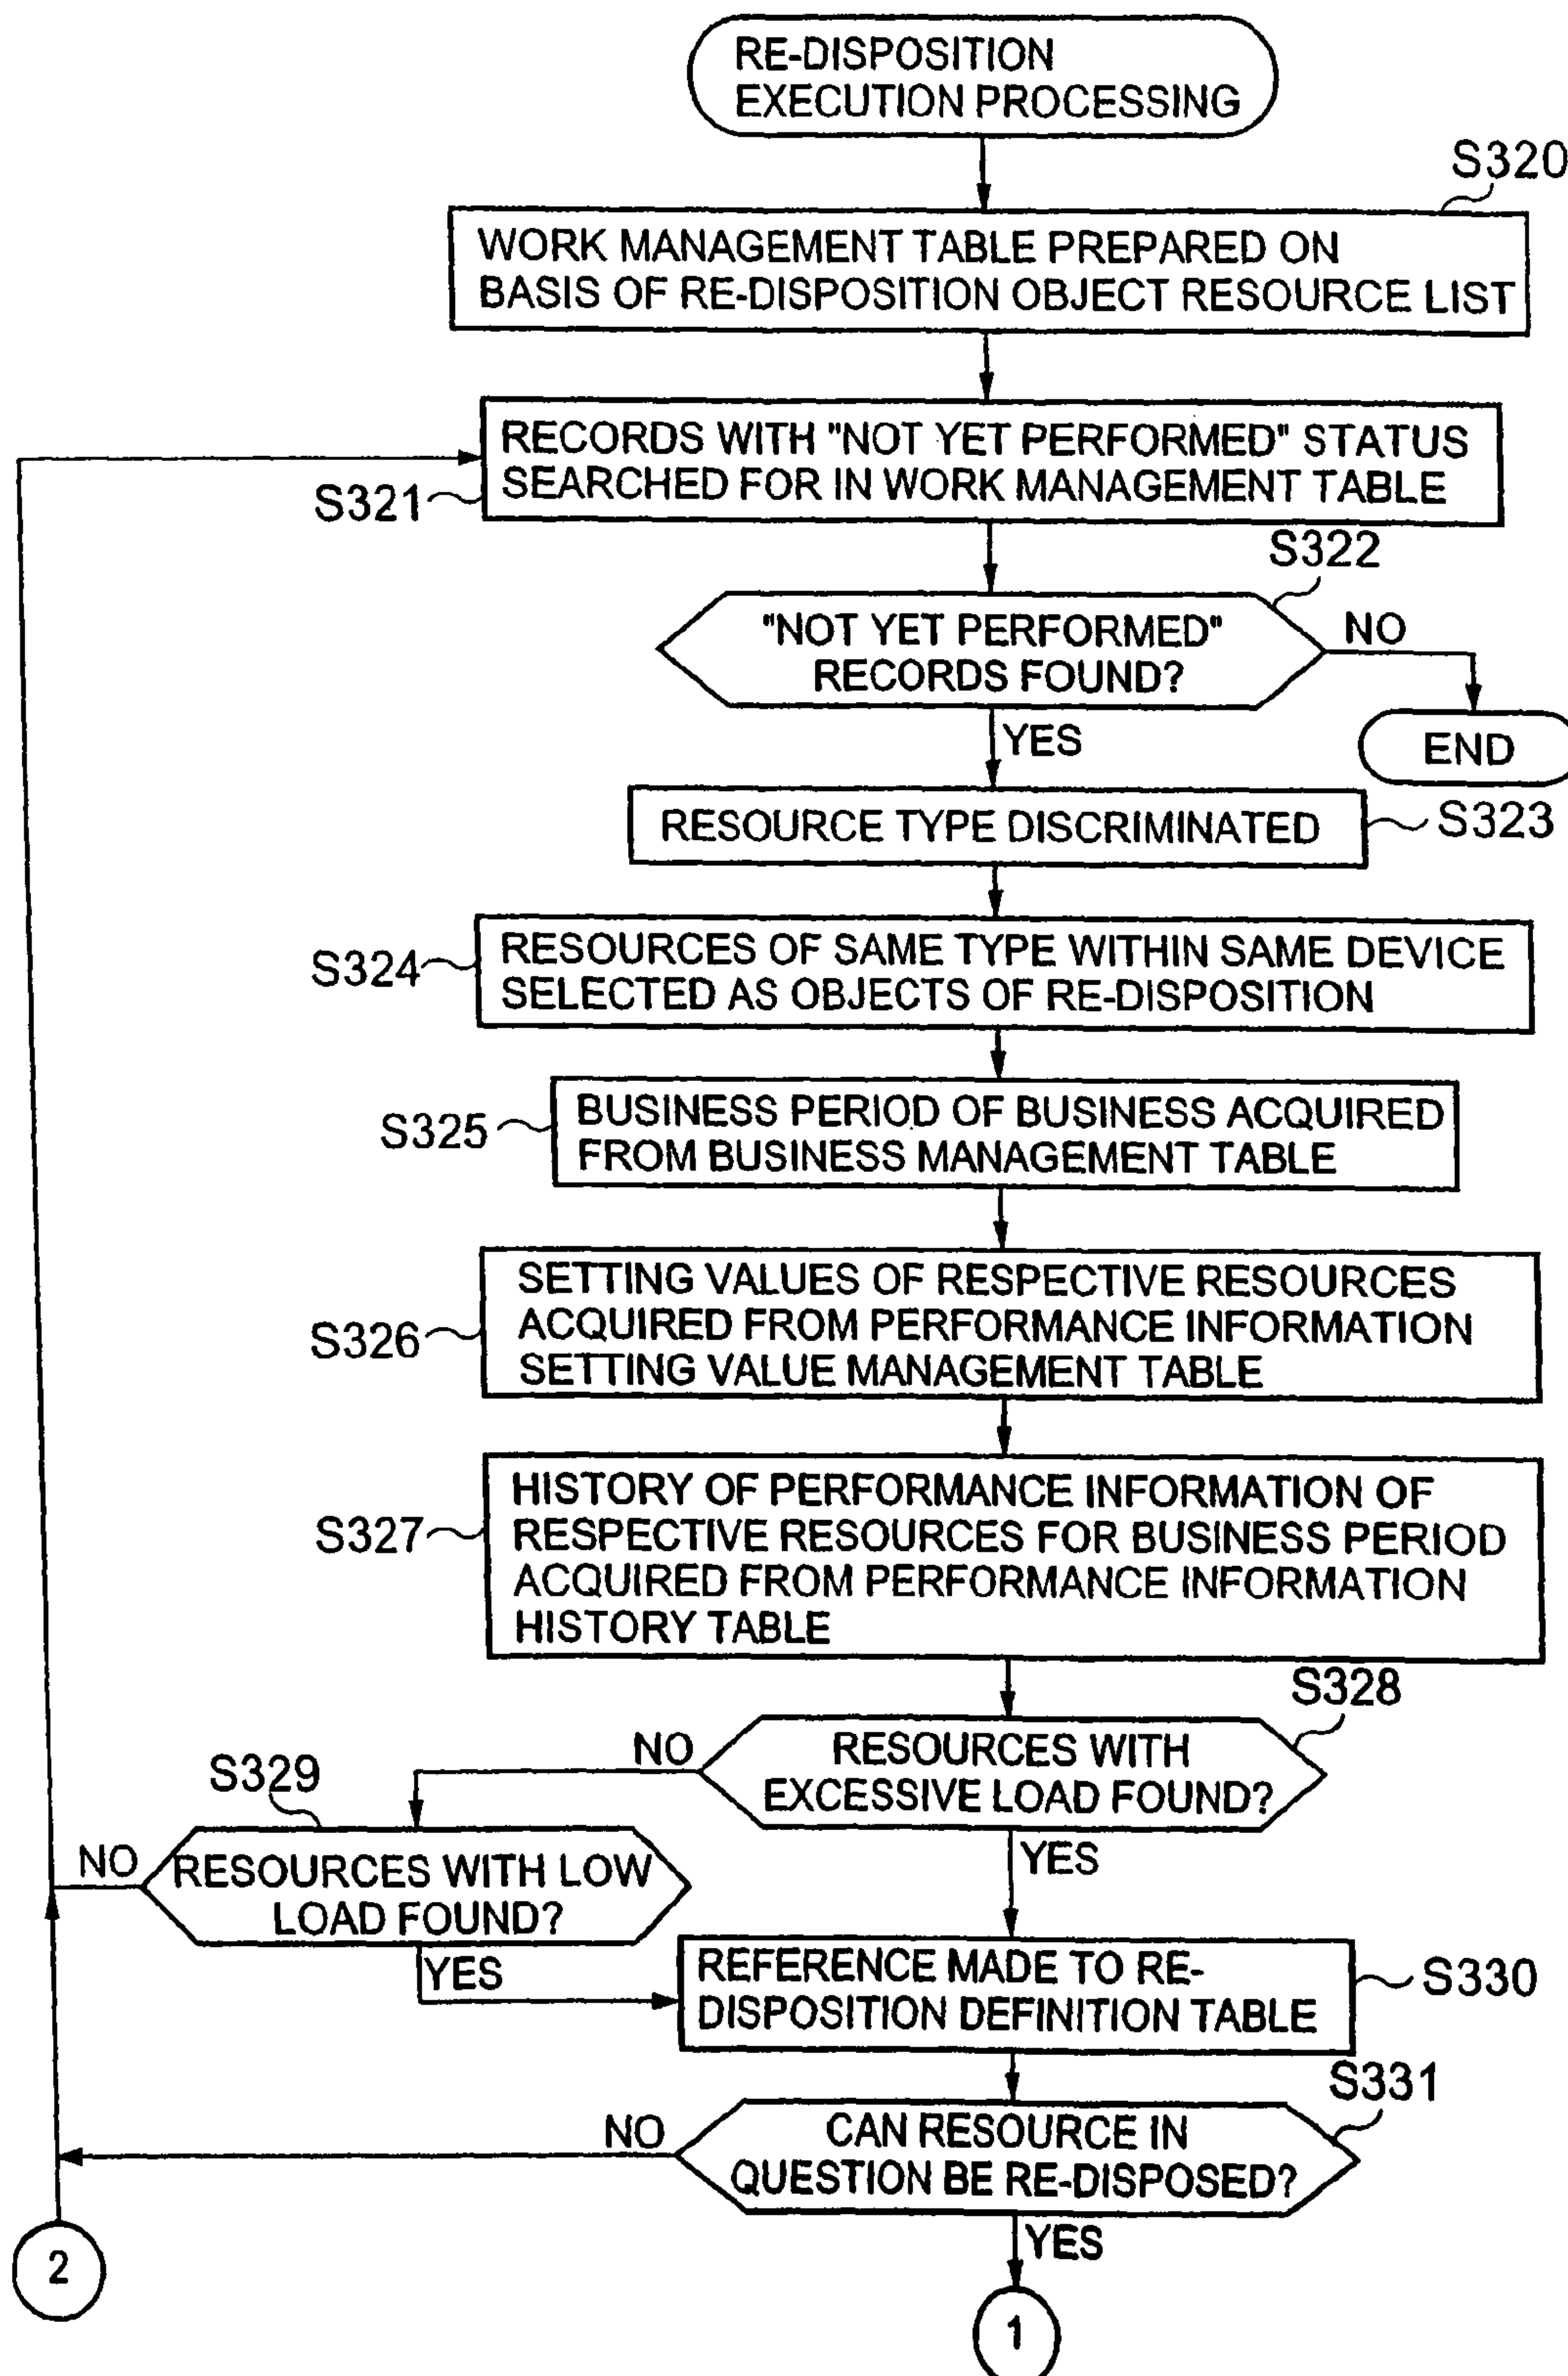 RE-DISPOSITION
EXECUTION PROCESSING
S320
WORK MANAGEMENT TABLE PREPARED ON
BASIS OF RE-DISPOSITION OBJECT RESOURCE LIST
RECORDS WITH "NOT YET PERFORMED" STATUS
SEARCHED FOR IN WORK MANAGEMENT TABLE
S321
S322
"NOT YET PERFORMED"
RECORDS FOUND?
NO
YES
END
RESOURCE TYPE DISCRIMINATED
S323
S324
RESOURCES OF SAME TYPE WITHIN SAME DEVICE
SELECTED AS OBJECTS OF RE-DISPOSITION
S325
BUSINESS PERIOD OF BUSINESS ACQUIRED
FROM BUSINESS MANAGEMENT TABLE
S326
SETTING VALUES OF RESPECTIVE RESOURCES
ACQUIRED FROM PERFORMANCE INFORMATION
SETTING VALUE MANAGEMENT TABLE
S327
HISTORY OF PERFORMANCE INFORMATION OF
RESPECTIVE RESOURCES FOR BUSINESS PERIOD
ACQUIRED FROM PERFORMANCE INFORMATION
HISTORY TABLE
S328
RESOURCES WITH
EXCESSIVE LOAD FOUND?
NO
YES
S329
RESOURCES WITH LOW
LOAD FOUND?
NO
YES
REFERENCE MADE TO RE-
DISPOSITION DEFINITION TABLE
S330
S331
CAN RESOURCE IN
QUESTION BE RE-DISPOSED?
NO
YES
2
1